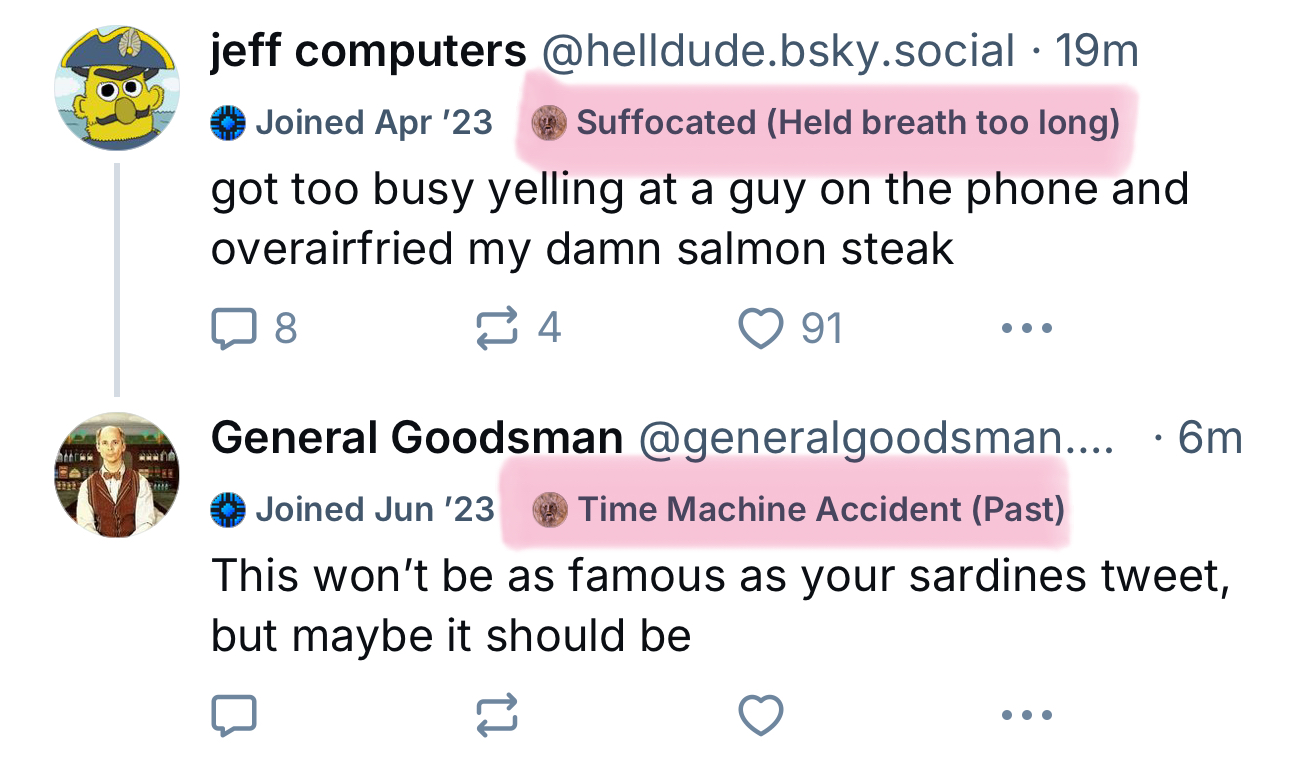 jeff computers @helldude.bsky.social · 19m
Joined Apr ’23 Suffocated (Held breath too long)
got too busy yelling at a guy on the phone and
overairfried my damn salmon steak
8 4 91
General Goodsman @generalgoodsman.... · 6m
Joined Jun ’23 Time Machine Accident (Past)
This won’t be as famous as your sardines tweet,
but maybe it should be